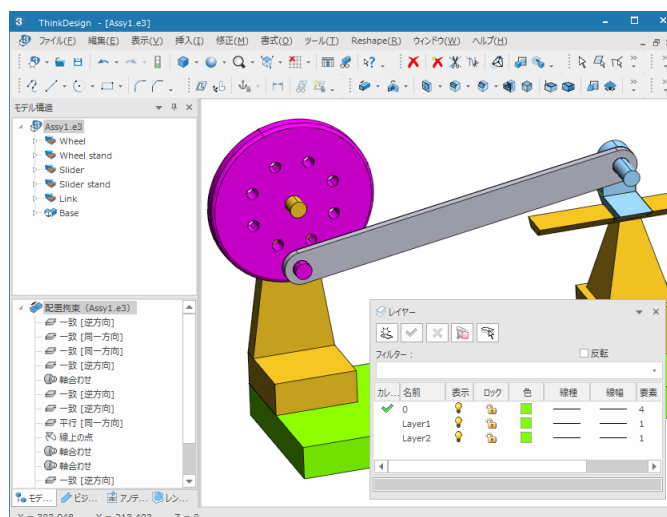 3 ThinkDesign - [Assy1.e3]
ファイル(F) 編集(E) 表示(V) 挿入(I) 修正(M) 書式(O) ツール(T) Reshape(R) ウィンドウ(W) ヘルプ(H)
モデル構造
Assy1.e3
Wheel
Wheel stand
Slider
Slider stand
Link
Base
配置拘束 (Assy1.e3)
一致 [逆方向]
一致 [同一方向]
一致 [同一方向]
一致 [逆方向]
軸合わせ
一致 [逆方向]
一致 [逆方向]
平行 [同一方向]
線上の点
軸合わせ
軸合わせ
一致 [逆方向]
モデ... ビジ... アノテ... レン...
レイヤー
フィルター : 反転
カレ... 名前 表示 ロック 色 線種 線幅 要素
0 4
Layer1 1
Layer2 1